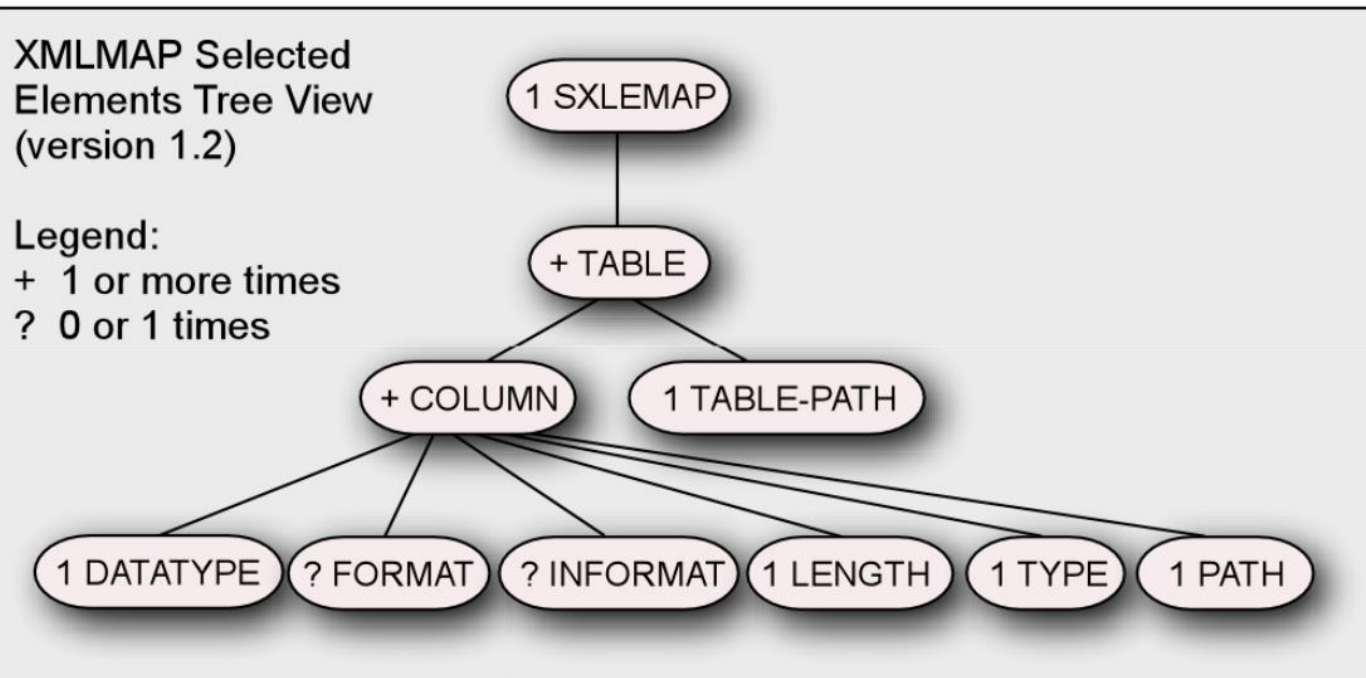 XMLMAP Selected
Elements Tree View
(version 1.2)
Legend:
+ 1 or more times
? 0 or 1 times
1 SXLEMAP
+ TABLE
+ COLUMN
1 TABLE-PATH
1 DATATYPE
? FORMAT
? INFORMAT
1 LENGTH
1 TYPE
1 PATH